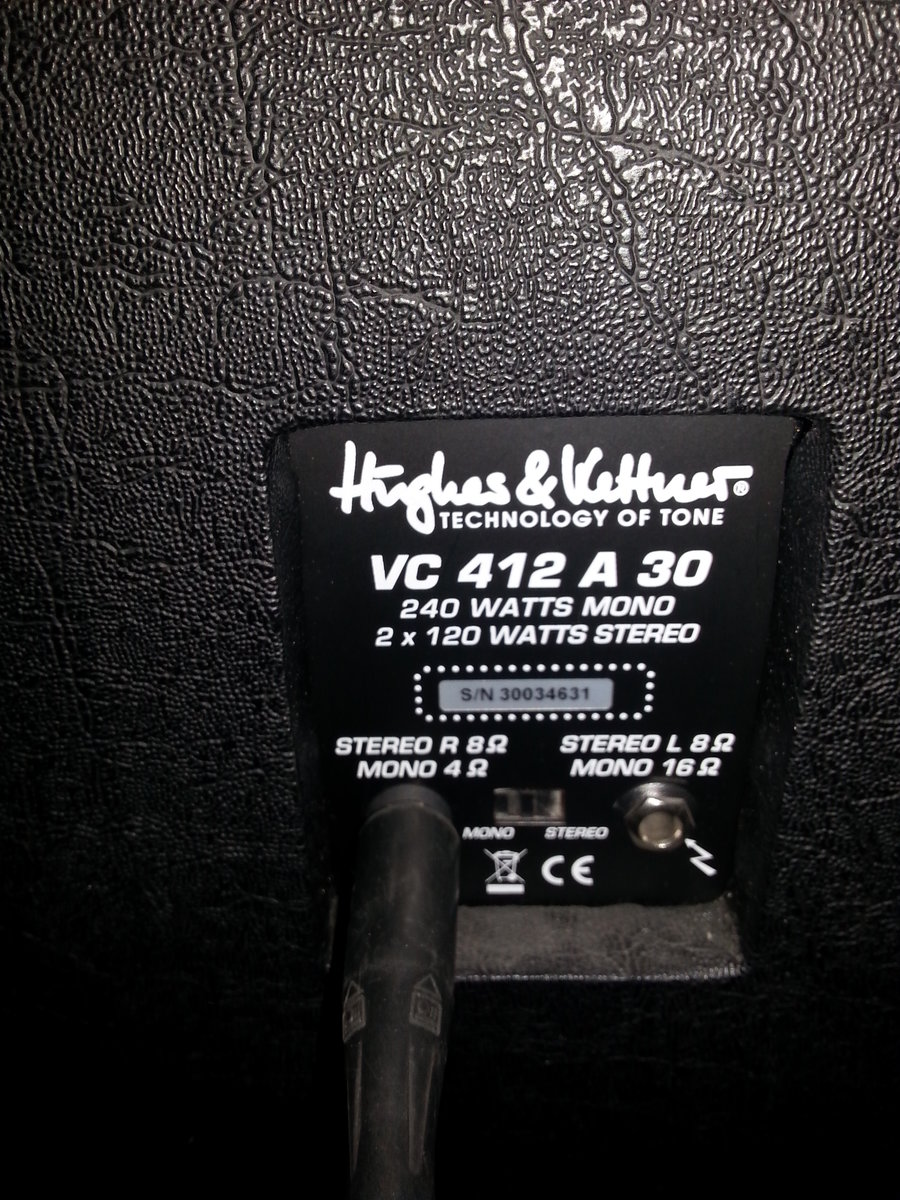 Hughes & Kettner®
TECHNOLOGY OF TONE
VC 412 A 30
240 WATTS MONO
2 x 120 WATTS STEREO
S/N 30034631
STEREO R 8Ω STEREO L 8Ω
MONO 4Ω MONO 16Ω
MONO STEREO
CE